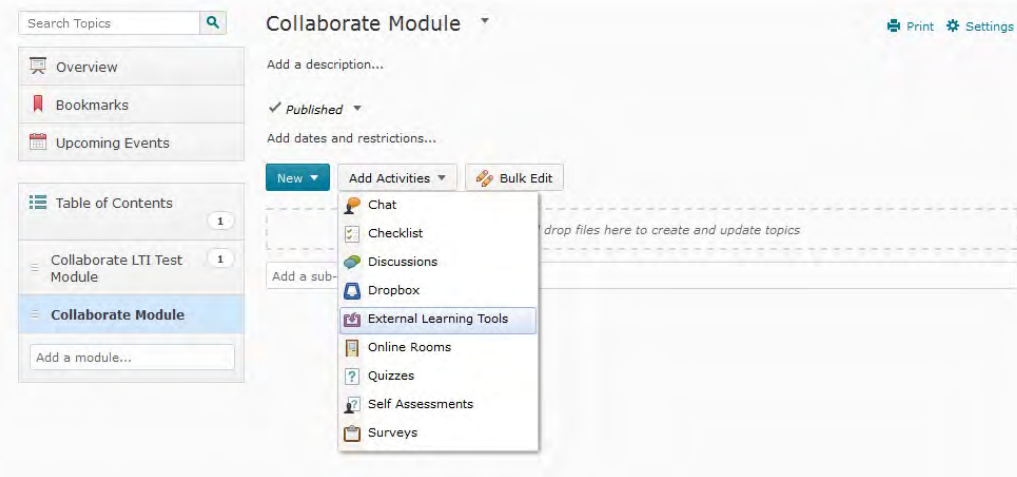 Search Topics
Overview
Bookmarks
Upcoming Events
Table of Contents
1
Collaborate LTI Test
Module
1
Collaborate Module
Add a module...
Collaborate Module
Print
Settings
Add a description...
Published
Add dates and restrictions...
New
Add Activities
Bulk Edit
Chat
Checklist
Discussions
Dropbox
External Learning Tools
Online Rooms
Quizzes
Self Assessments
Surveys
drop files here to create and update topics
Add a sub-